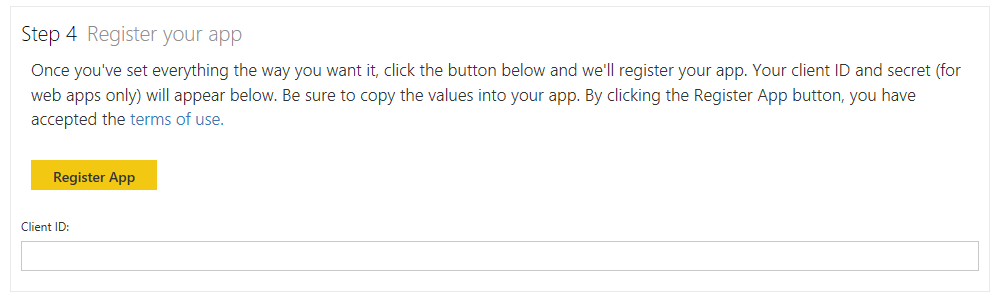 Step 4 Register your app
Once you've set everything the way you want it, click the button below and we'll register your app. Your client ID and secret (for
web apps only) will appear below. Be sure to copy the values into your app. By clicking the Register App button, you have
accepted the terms of use.
Register App
Client ID: